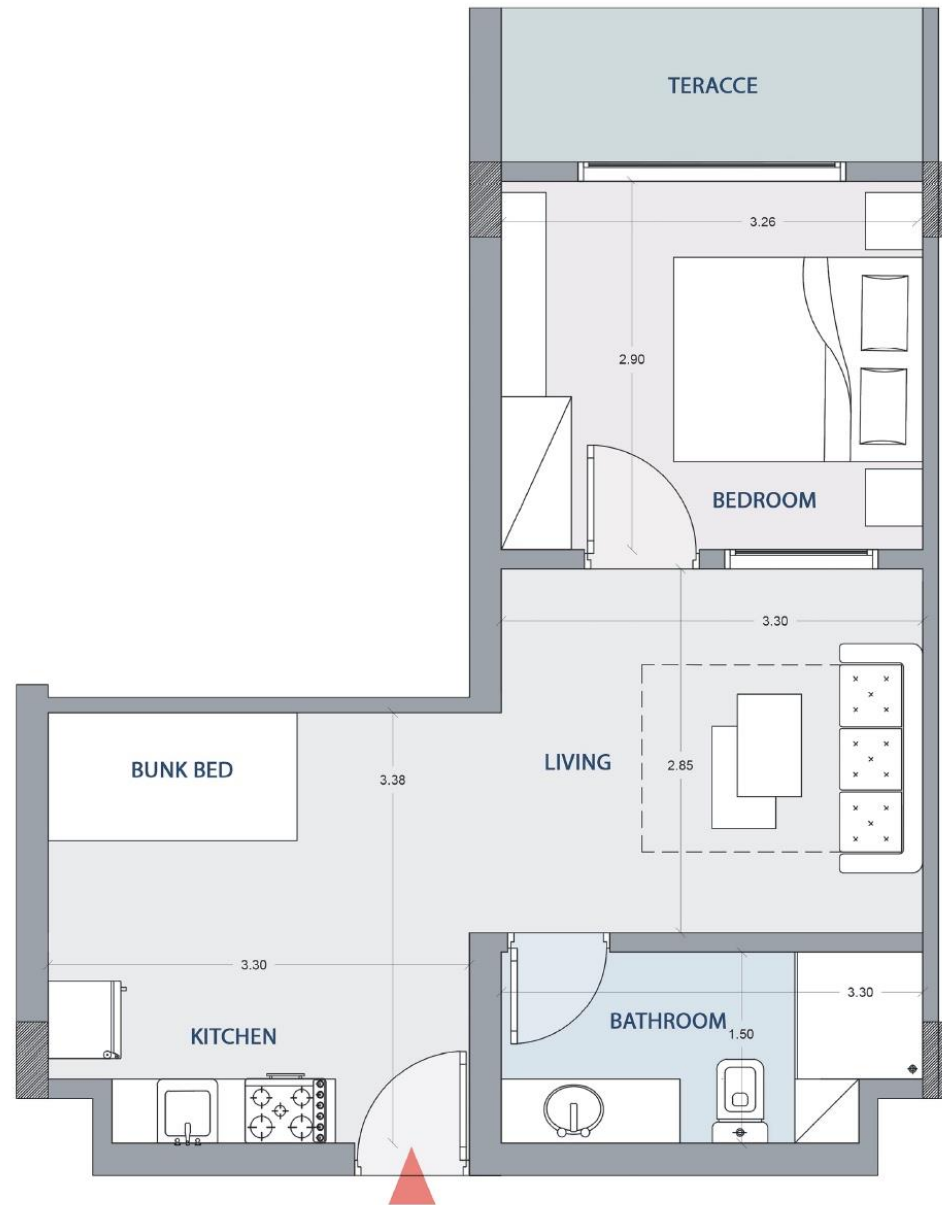 TERACCE
3.26
2.90
BEDROOM
3.30
BUNK BED
LIVING
2.85
3.38
3.30
3.30
KITCHEN
BATHROOM
1.50